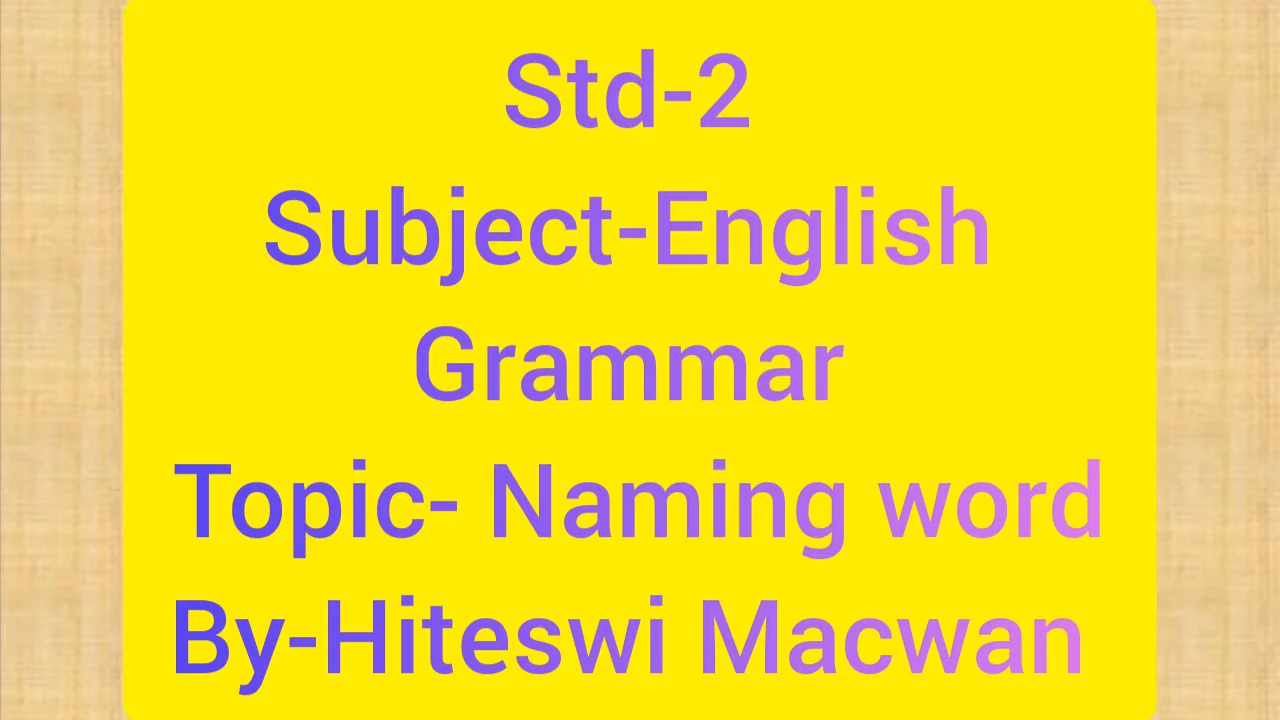 Std-2
Subject-English
Grammar
Topic- Naming word
By-Hiteswi Macwan